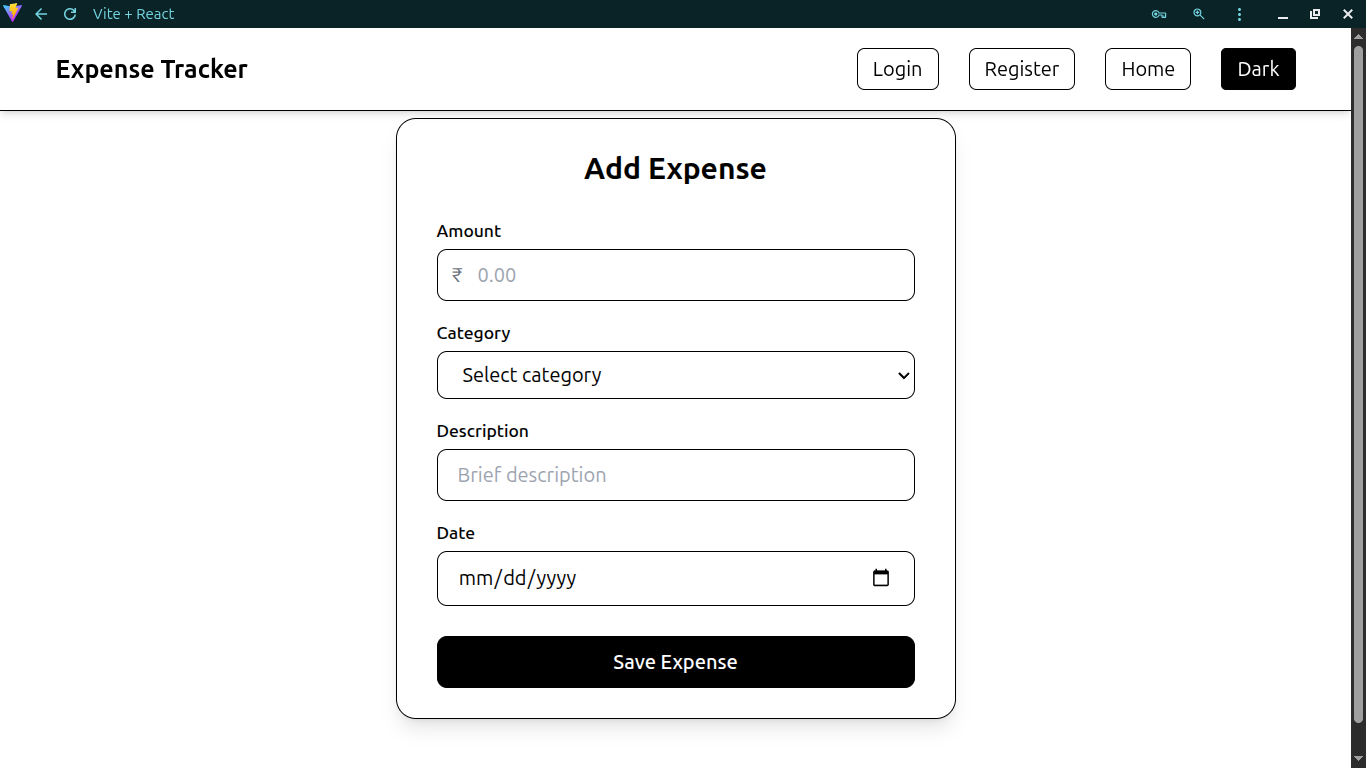 Vite + React
Expense Tracker
Login
Register
Home
Dark
Add Expense
Amount
₹ 0.00
Category
Select category
Description
Brief description
Date
mm/dd/yyyy
Save Expense